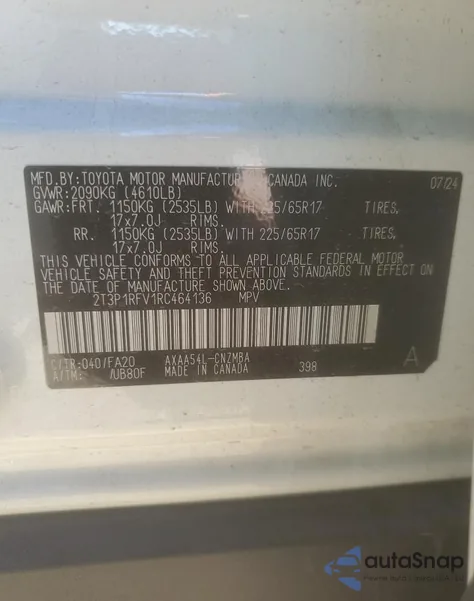 MFD.BY:TOYOTA MOTOR MANUFACTURING CANADA INC. 07/24
GVWR:2090KG (4610LB)
GAWR:FRT. 1150KG (2535LB) WITH 225/65R17 TIRES.
17x7.0J RIMS.
RR. 1150KG (2535LB) WITH 225/65R17 TIRES.
17x7.0J RIMS.
THIS VEHICLE CONFORMS TO ALL APPLICABLE FEDERAL MOTOR
VEHICLE SAFETY AND THEFT PREVENTION STANDARDS IN EFFECT ON
THE DATE OF MANUFACTURE SHOWN ABOVE.
2T3P1RFV1RC464136 MPV
C/TR:040/FA20 AXAA54L-CNZMBA A
A/TM: /UB80F MADE IN CANADA 398
autoSnap